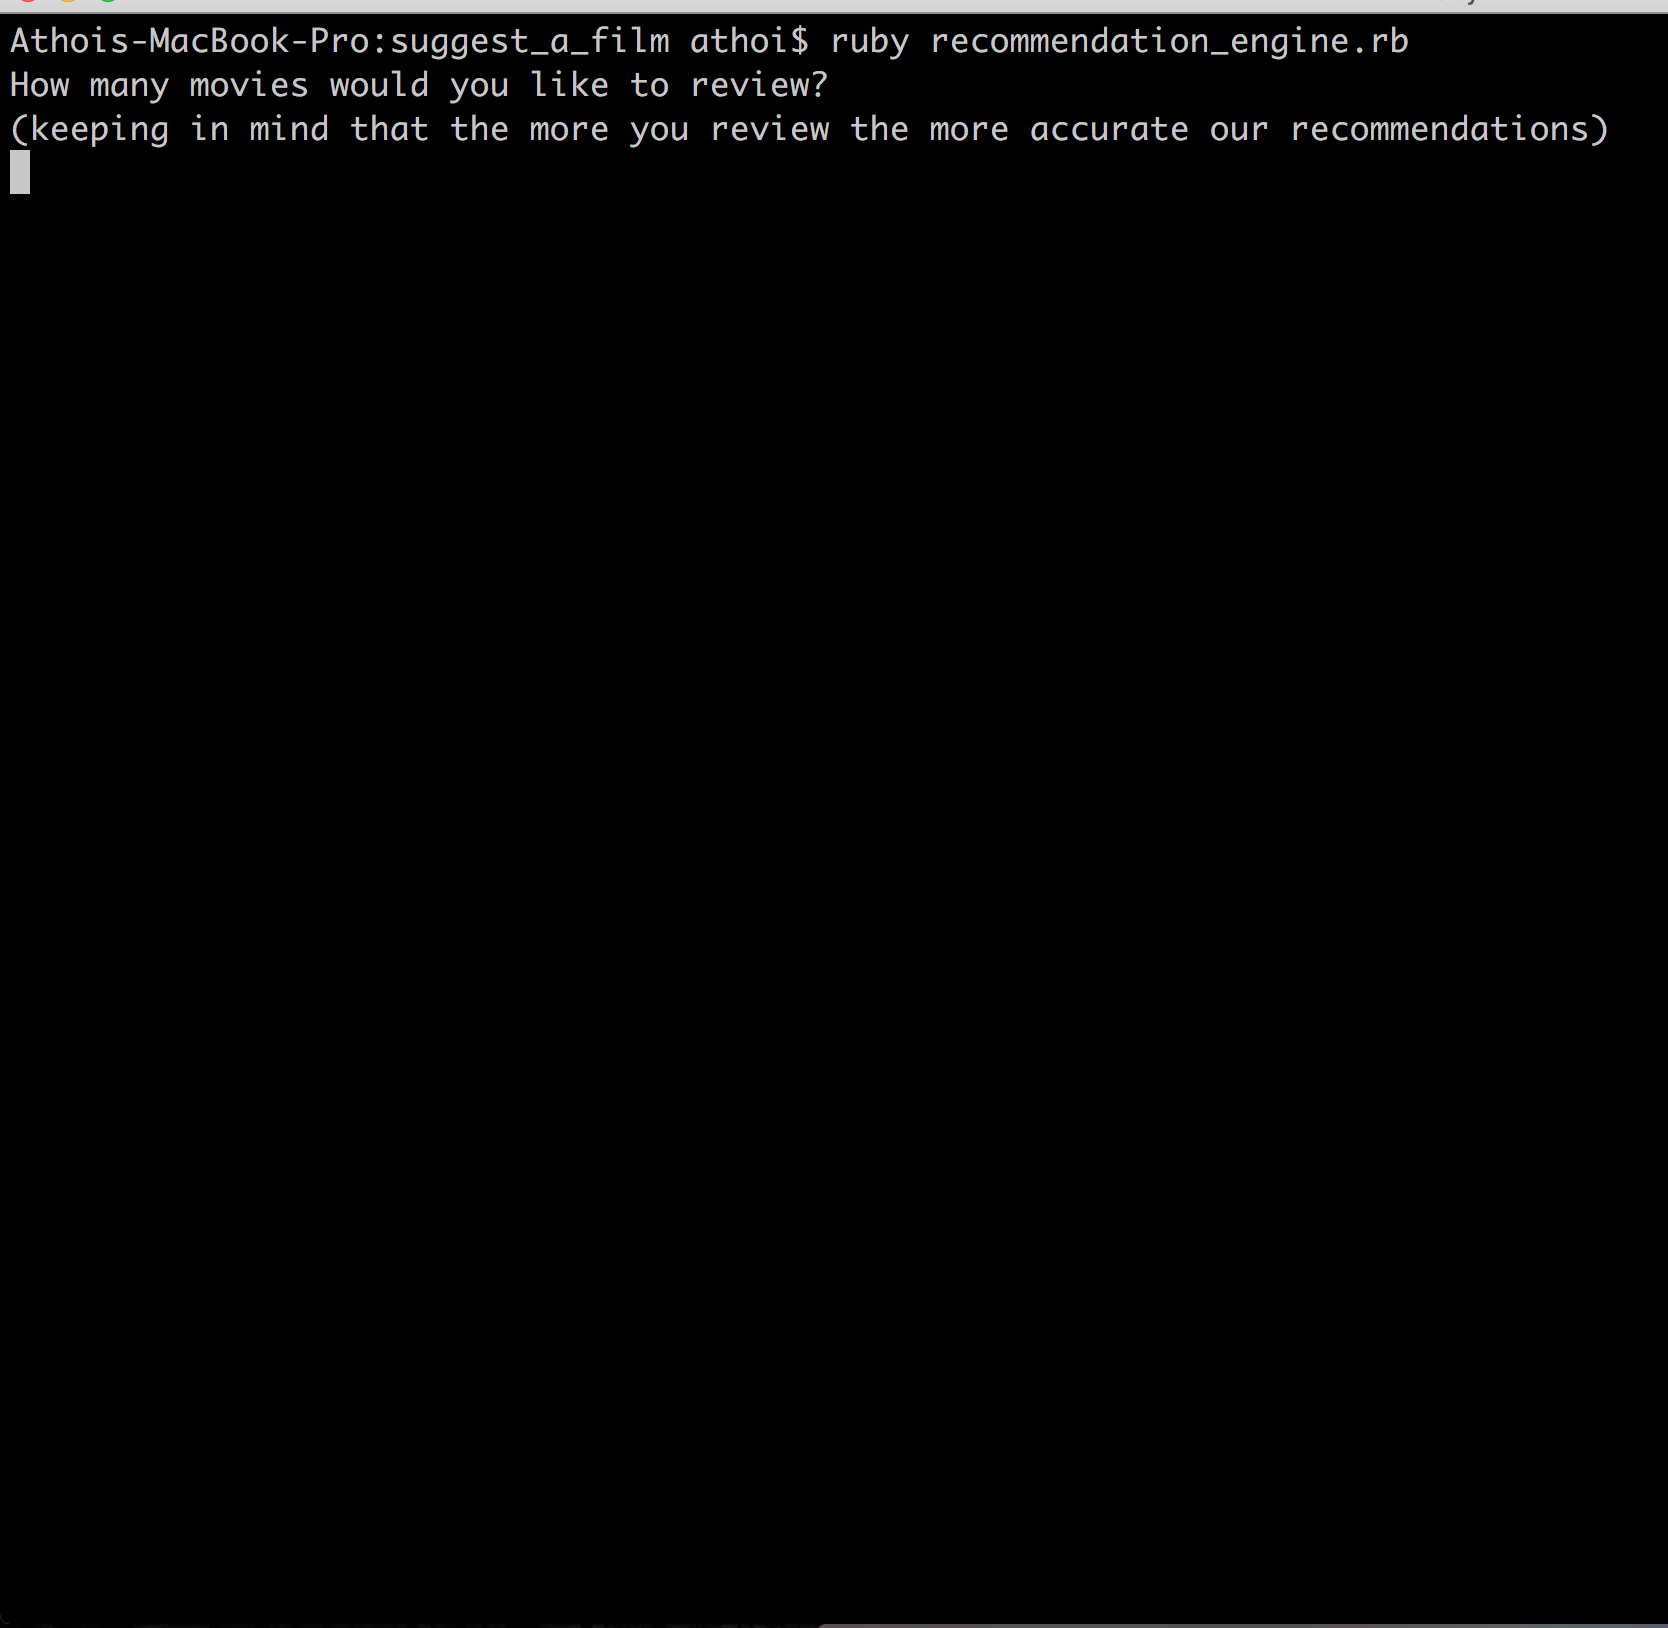 Athois-MacBook-Pro:suggest_a_film athoi$ ruby recommendation_engine.rb
How many movies would you like to review?
(keeping in mind that the more you review the more accurate our recommendations)